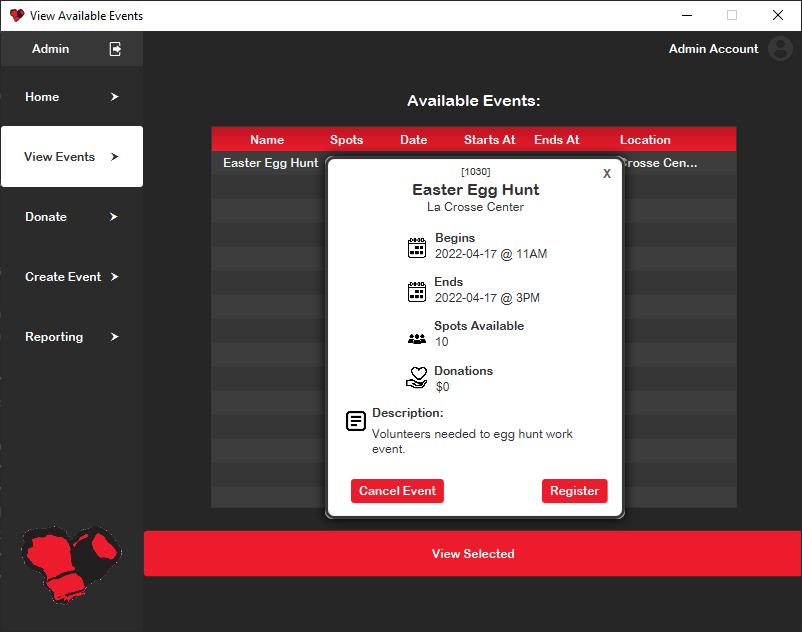 View Available Events
Admin
Admin Account
Home
View Events
Donate
Create Event
Reporting
Available Events:
Name Spots Date Starts At Ends At Location
Easter Egg Hunt Crosse Cen...
[1030]
X
Easter Egg Hunt
La Crosse Center
Begins
2022-04-17 @ 11AM
Ends
2022-04-17 @ 3PM
Spots Available
10
Donations
$0
Description:
Volunteers needed to egg hunt work
event.
Cancel Event Register
View Selected